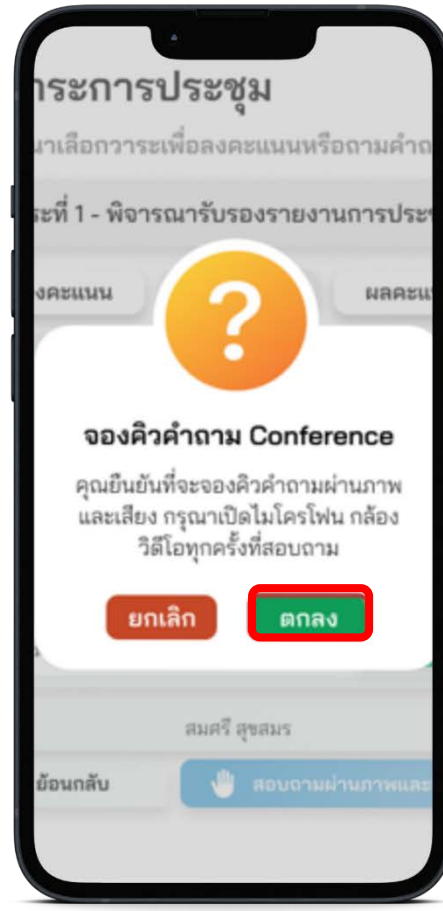 าระการประชุม
นาเลือกวาระเพื่อลงคะแนนหรือถามคำถ
ระที่ 1 - พิจารณารับรองรายงานการประช
งคะแนน ผลคะแน
?
จองคิวคำถาม Conference
คุณยืนยันที่จะจองคิวคำถามผ่านภาพ
และเสียง กรุณาเปิดไมโครโฟน กล้อง
วิดีโอทุกครั้งที่สอบถาม
ยกเลิก ตกลง
สมศรี สุขสมร
ย้อนกลับ สอบถามผ่านภาพและ